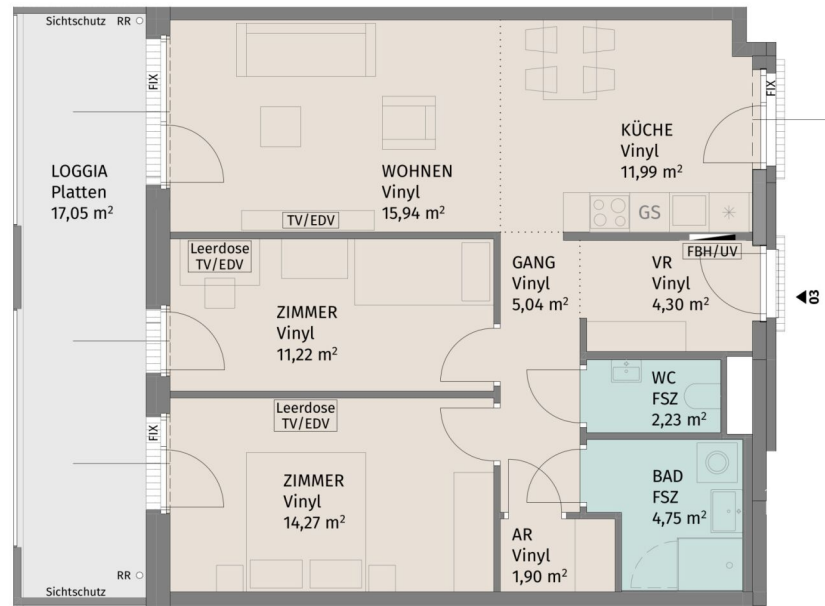 Sichtschutz RR
FIX
FIX
LOGGIA
Platten
17,05 m²
WOHNEN
Vinyl
15,94 m²
KÜCHE
Vinyl
11,99 m²
TV/EDV
GS
Leerdose
TV/EDV
ZIMMER
Vinyl
11,22 m²
GANG
Vinyl
5,04 m²
VR
Vinyl
4,30 m²
FBH/UV
03
WC
FSZ
2,23 m²
Leerdose
TV/EDV
FIX
ZIMMER
Vinyl
14,27 m²
BAD
FSZ
4,75 m²
AR
Vinyl
1,90 m²
RR
Sichtschutz